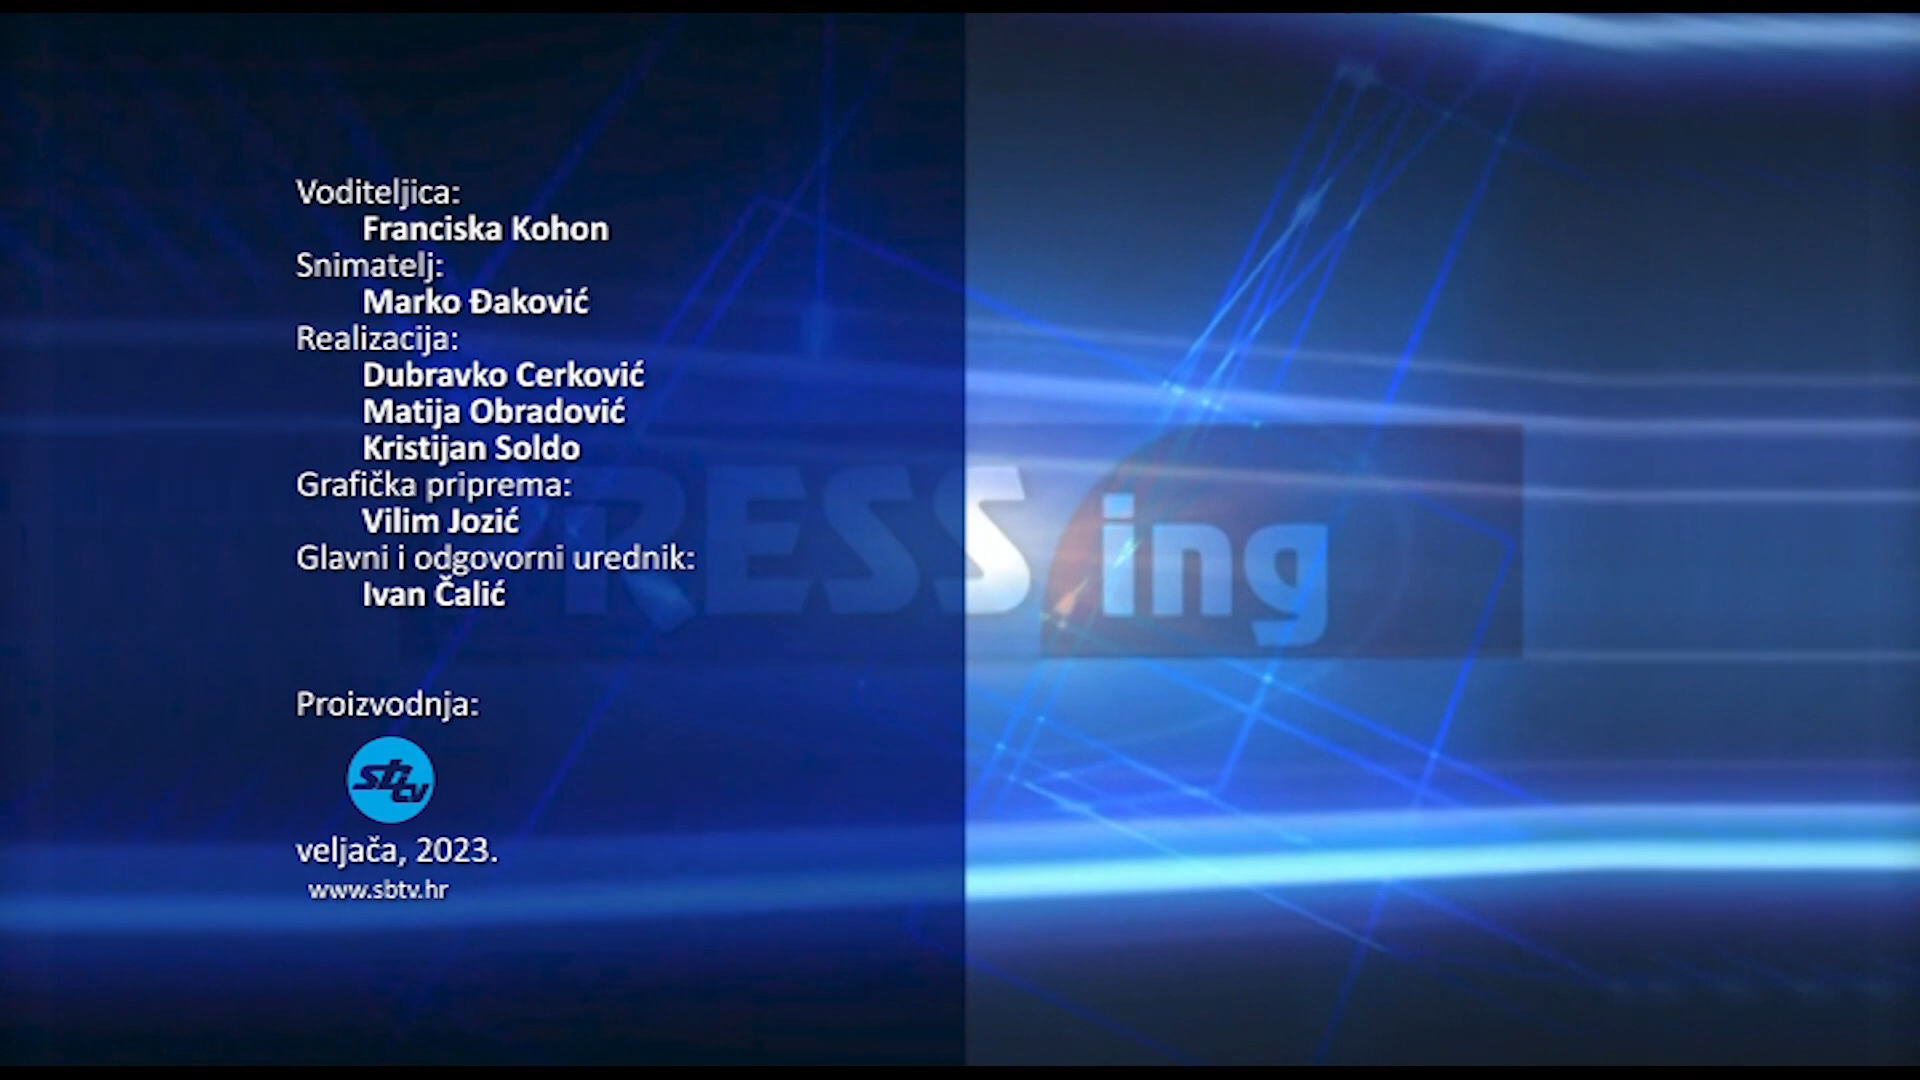 Voditeljica:
Franciska Kohon
Snimatelj:
Marko Đaković
Realizacija:
Dubravko Cerković
Matija Obradović
Kristijan Soldo
Grafička priprema:
Vilim Jozić
Glavni i odgovorni urednik:
Ivan Čalić
PRESSing
Proizvodnja:
sbtv
veljača, 2023.
www.sbtv.hr